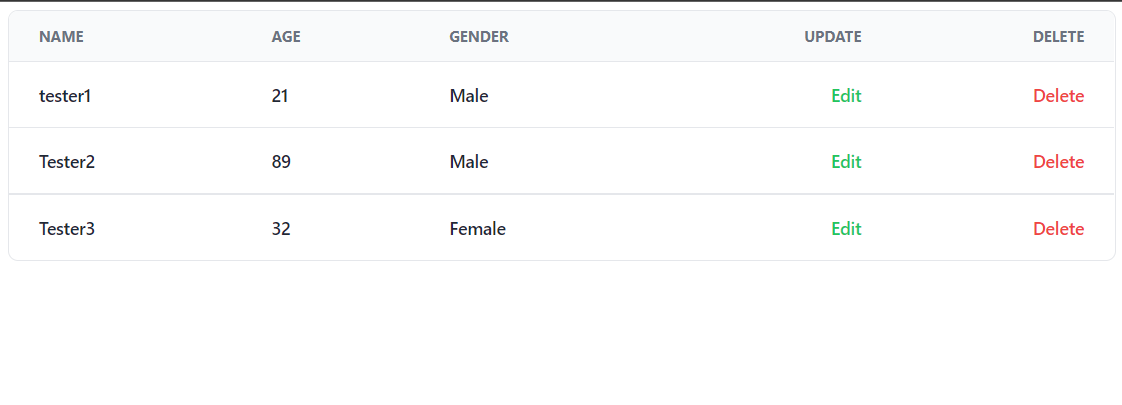 NAME AGE GENDER UPDATE DELETE
tester1 21 Male Edit Delete
Tester2 89 Male Edit Delete
Tester3 32 Female Edit Delete